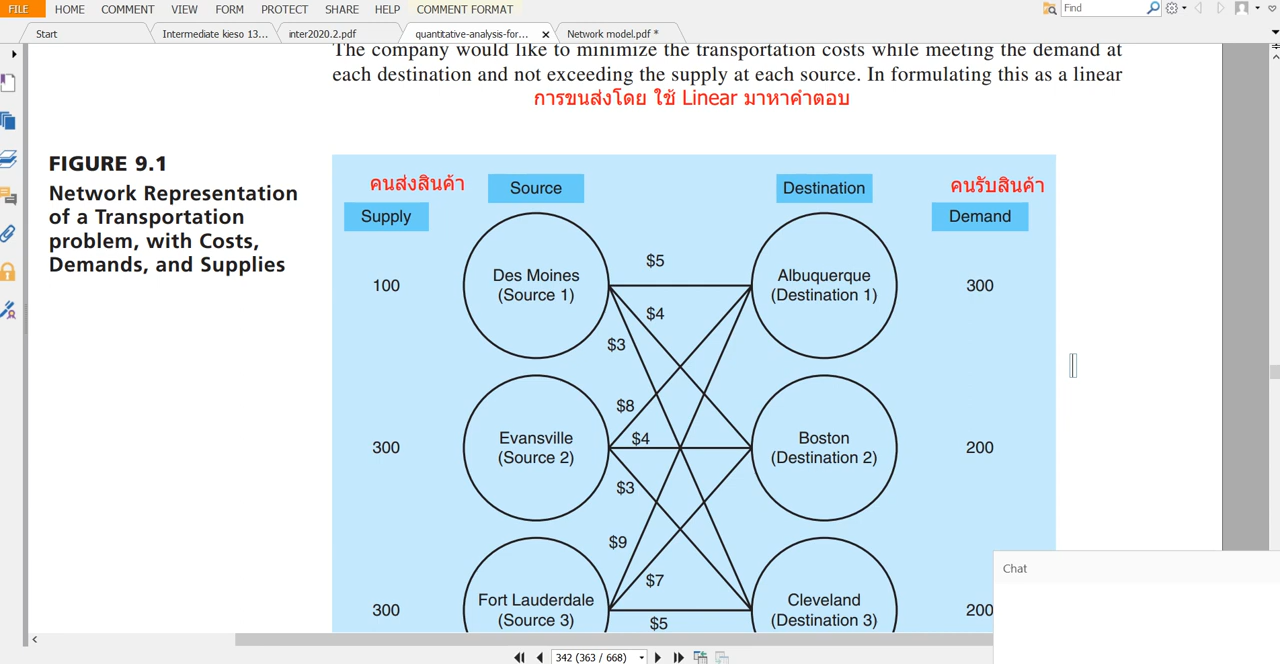 FILE HOME COMMENT VIEW FORM PROTECT SHARE HELP COMMENT FORMAT Find
Start Intermediate kieso 13... inter2020.2.pdf quantitative-analysis-for... Network model.pdf *
The company would like to minimize the transportation costs while meeting the demand at
each destination and not exceeding the supply at each source. In formulating this as a linear
การขนส่งโดย ใช้ Linear มาหาคำตอบ
FIGURE 9.1
Network Representation
of a Transportation
problem, with Costs,
Demands, and Supplies
คนส่งสินค้า Source Destination คนรับสินค้า
Supply Demand
$5
100 Des Moines Albuquerque 300
(Source 1) (Destination 1)
$4
$3
$8
300 Evansville $4 Boston 200
(Source 2) (Destination 2)
$3
$9
$7
300 Fort Lauderdale Cleveland 200
(Source 3) $5 (Destination 3)
Chat
342 (363 / 668)